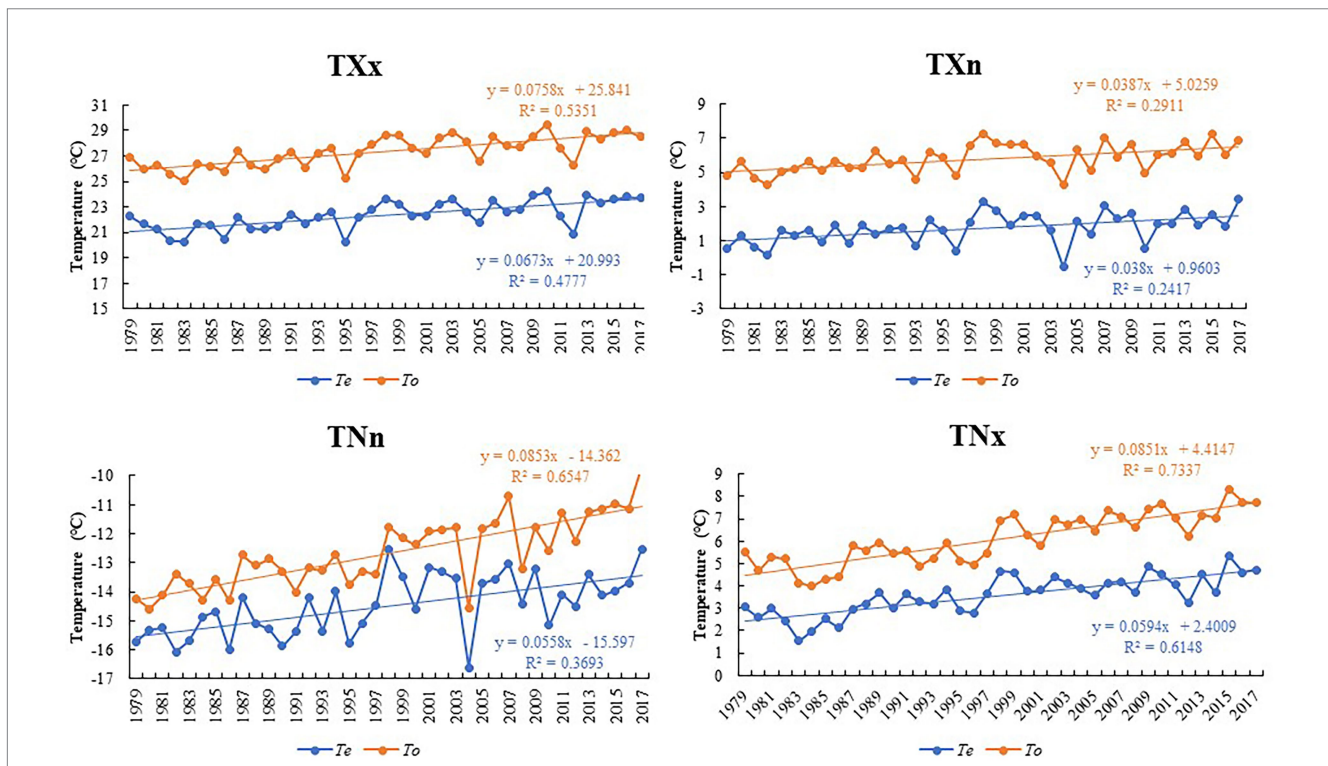 TXx
y = 0.0758x + 25.841
R² = 0.5351
Temperature (℃)
31
29
27
25
23
21
19
17
15
y = 0.0673x + 20.993
R² = 0.4777
1979 1981 1983 1985 1987 1989 1991 1993 1995 1997 1999 2001 2003 2005 2007 2009 2011 2013 2015 2017
Te To
TXn
y = 0.0387x + 5.0259
R² = 0.2911
Temperature (℃)
9
7
5
3
1
-1
-3
y = 0.038x + 0.9603
R² = 0.2417
1979 1981 1983 1985 1987 1989 1991 1993 1995 1997 1999 2001 2003 2005 2007 2009 2011 2013 2015 2017
Te To
TNn
y = 0.0853x - 14.362
R² = 0.6547
Temperature (℃)
-10
-11
-12
-13
-14
-15
-16
-17
y = 0.0558x - 15.597
R² = 0.3693
1979 1981 1983 1985 1987 1989 1991 1993 1995 1997 1999 2001 2003 2005 2007 2009 2011 2013 2015 2017
Te To
TNx
y = 0.0851x + 4.4147
R² = 0.7337
Temperature (℃)
9
8
7
6
5
4
3
2
1
0
y = 0.0594x + 2.4009
R² = 0.6148
1979 1981 1983 1985 1987 1989 1991 1993 1995 1997 1999 2001 2003 2005 2007 2009 2011 2013 2015 2017
Te To